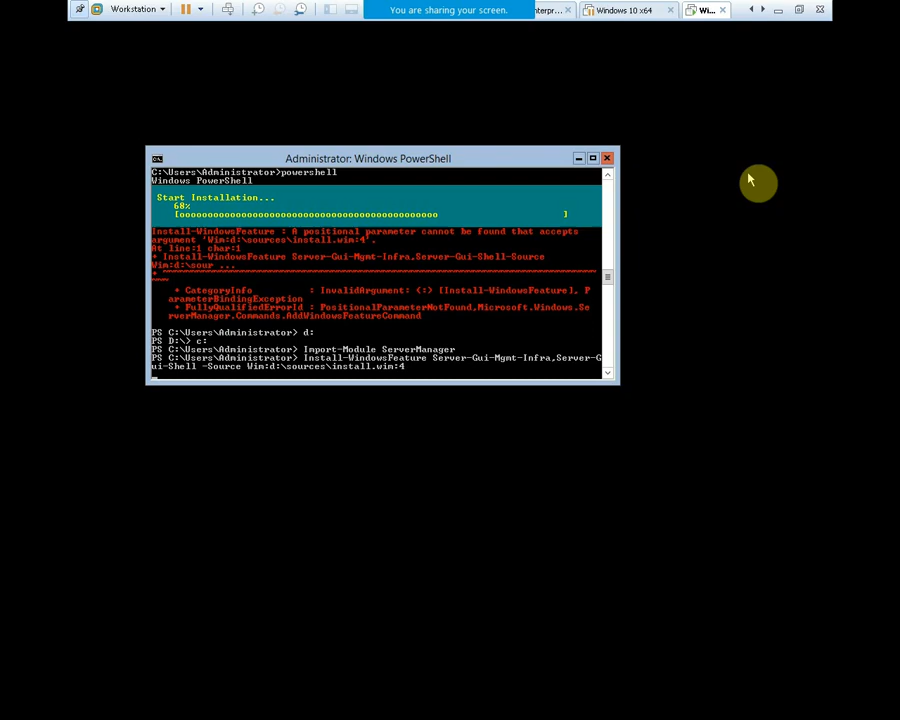 Workstation
You are sharing your screen.
erpr...
Windows 10 x64
Wi...
Administrator: Windows PowerShell
C:\Users\Administrator>powershell
Windows PowerShell
Start Installation...
68%
[oooooooooooooooooooooooooooooooooooooooooooooo ]
Install-WindowsFeature : A positional parameter cannot be found that accepts
argument 'Wim:d:\sources\install.wim:4'.
At line:1 char:1
+ Install-WindowsFeature Server-Gui-Mgmt-Infra,Server-Gui-Shell-Source
Wim:d:\sour ...
+ ~~~~~~~~~~~~~~~~~~~~~~~~~~~~~~~~~~~~~~~~~~~~~~~~~~~~~~~~~~~~~~~~~~~~~~~~~~~~
~~~~
+ CategoryInfo : InvalidArgument: (:) [Install-WindowsFeature], P
arameterBindingException
+ FullyQualifiedErrorId : PositionalParameterNotFound,Microsoft.Windows.Se
rverManager.Commands.AddWindowsFeatureCommand
PS C:\Users\Administrator> d:
PS D:\> c:
PS C:\Users\Administrator> Import-Module ServerManager
PS C:\Users\Administrator> Install-WindowsFeature Server-Gui-Mgmt-Infra,Server-G
ui-Shell -Source Wim:d:\sources\install.wim:4